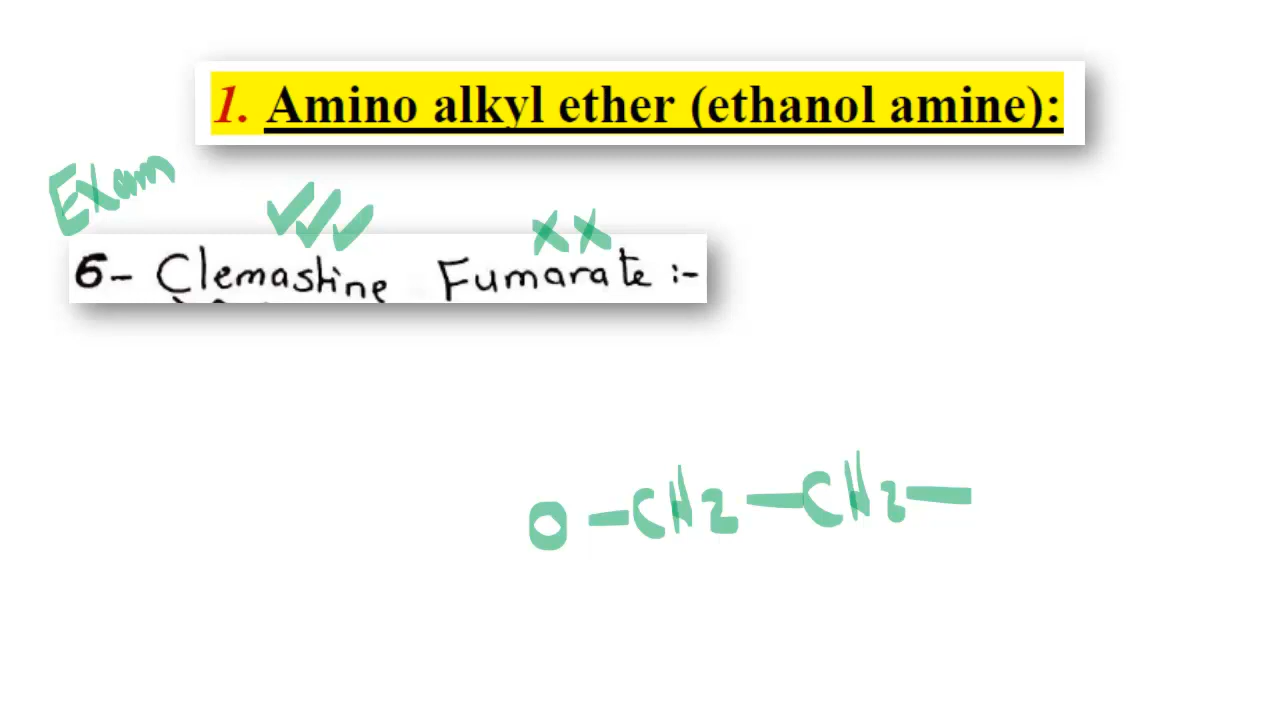 1. Amino alkyl ether (ethanol amine):
Exam
6- Clemastine Fumarate :-
O-CH2-CH2-